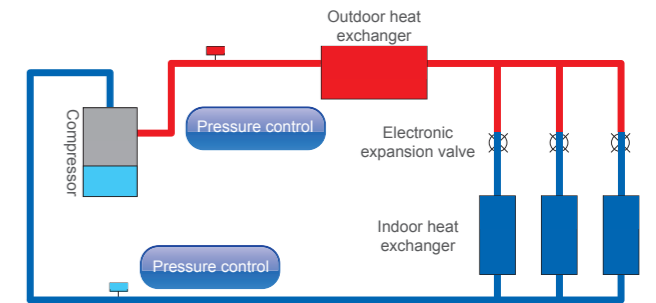 Outdoor heat
exchanger
Compressor
Pressure control
Electronic
expansion valve
Indoor heat
exchanger
Pressure control